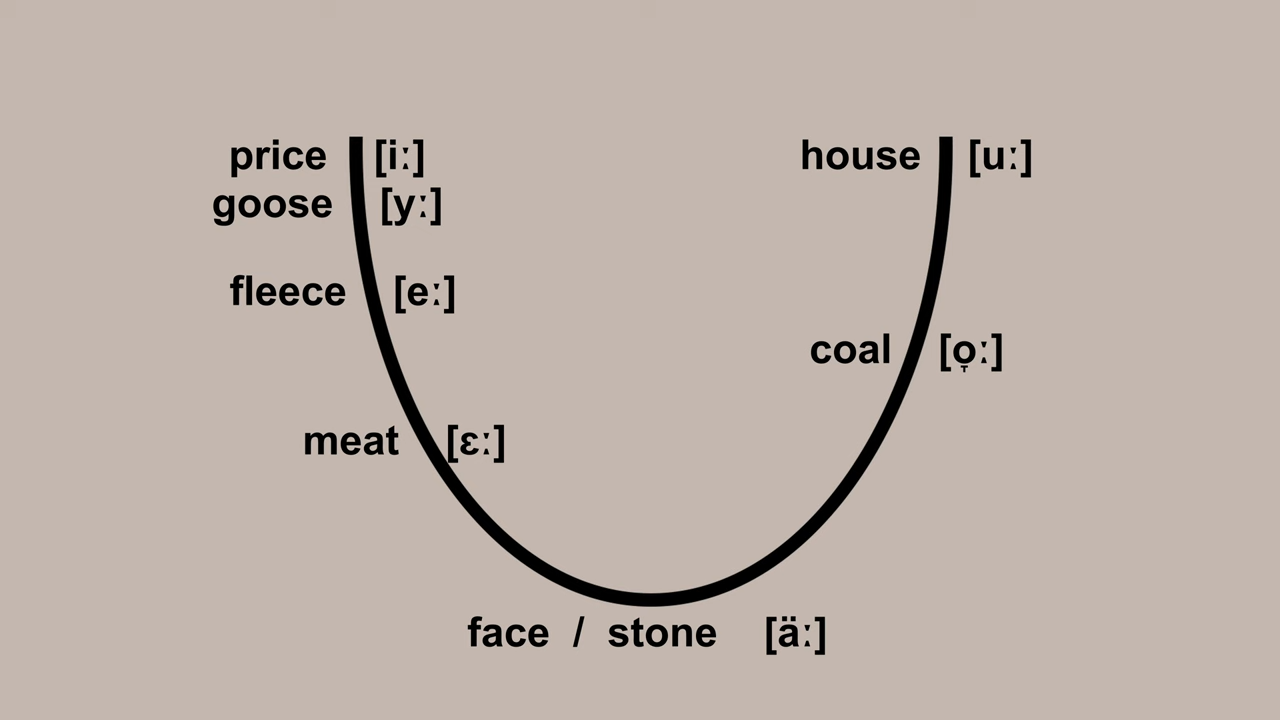 price [iː]
house [uː]
goose [yː]
fleece [eː]
coal [o̞ː]
meat [ɛː]
face / stone [äː]